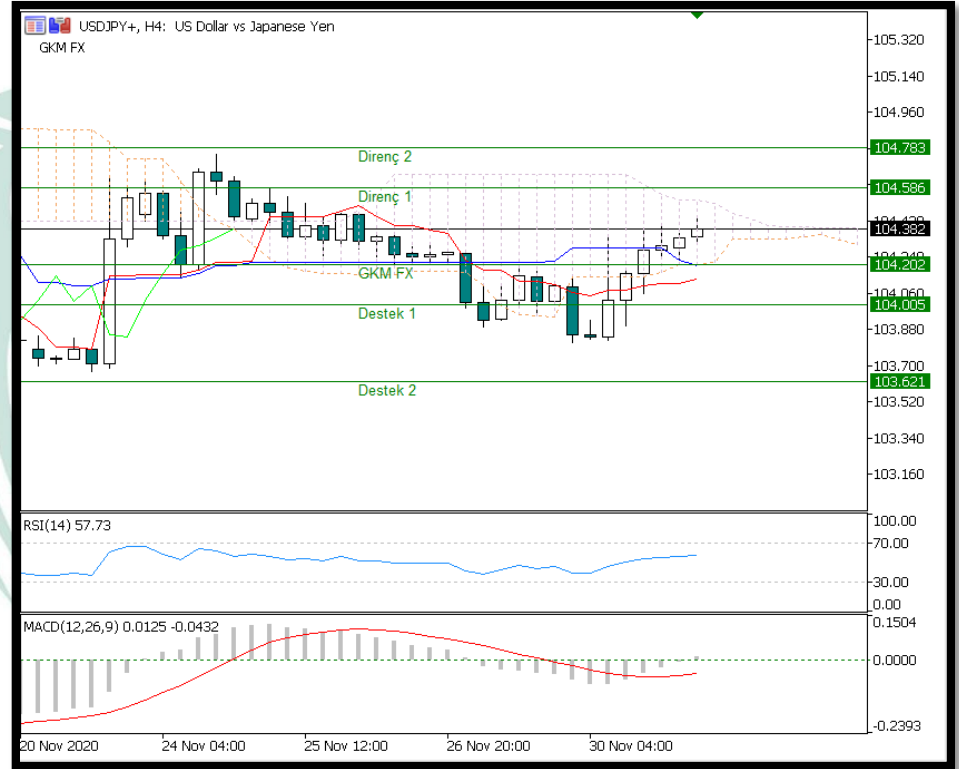 USDJPY+, H4: US Dollar vs Japanese Yen
GKM FX
105.320
105.140
104.960
104.783
Direnç 2
104.586
Direnç 1
104.382
104.240
104.202
GKM FX
104.060
104.005
Destek 1
103.880
103.700
103.621
Destek 2
103.520
103.340
103.160
RSI(14) 57.73
100.00
70.00
30.00
0.00
MACD(12,26,9) 0.0125 -0.0432
0.1504
0.0000
-0.2393
20 Nov 2020 24 Nov 04:00 25 Nov 12:00 26 Nov 20:00 30 Nov 04:00